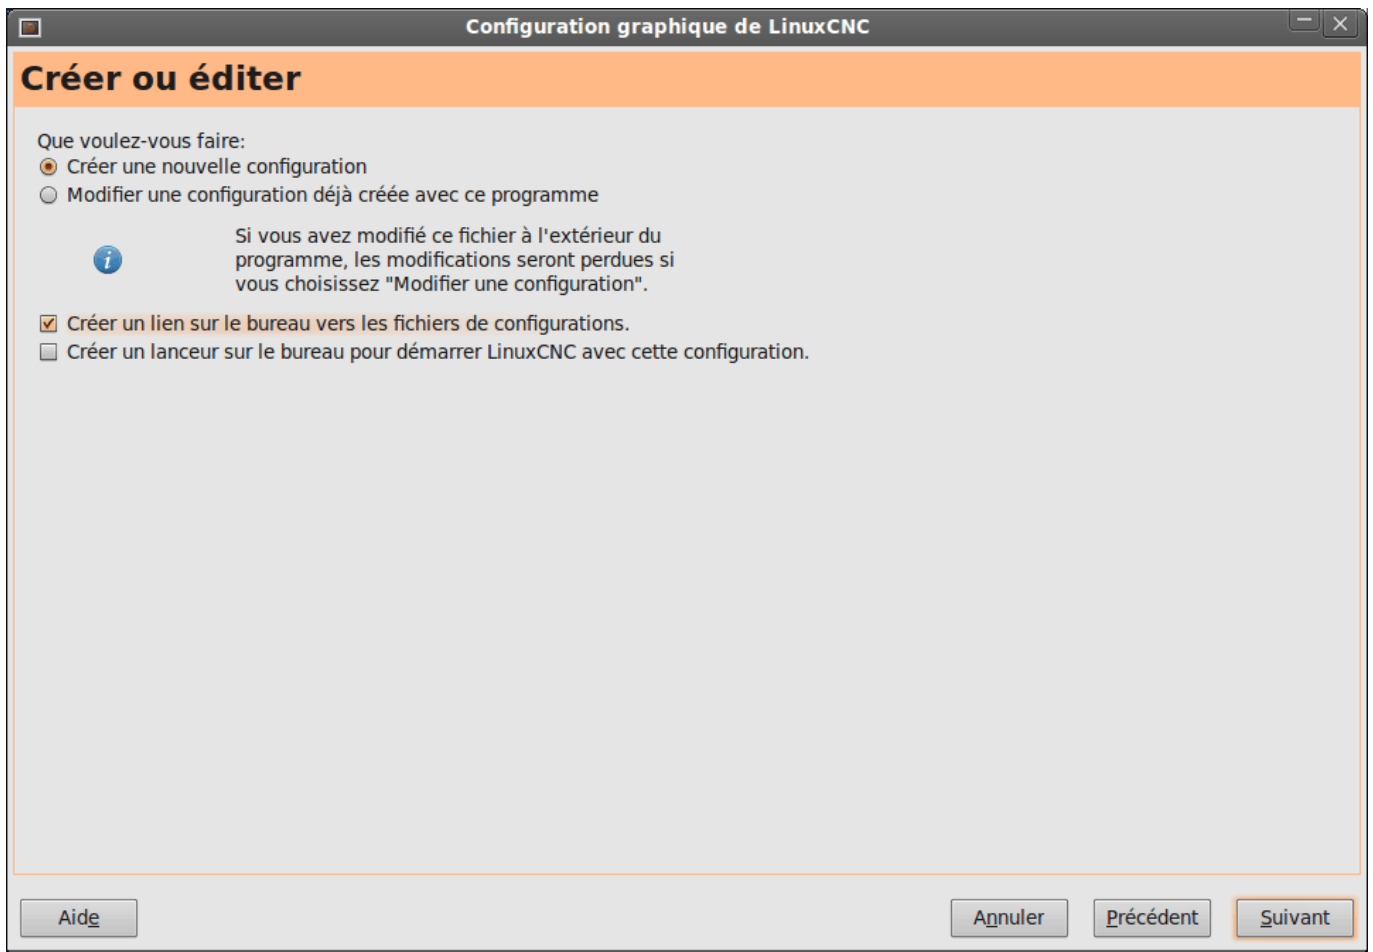 Configuration graphique de LinuxCNC
Créer ou éditer
Que voulez-vous faire:
Créer une nouvelle configuration
Modifier une configuration déjà créée avec ce programme
Si vous avez modifié ce fichier à l'extérieur du
programme, les modifications seront perdues si
vous choisissez "Modifier une configuration".
Créer un lien sur le bureau vers les fichiers de configurations.
Créer un lanceur sur le bureau pour démarrer LinuxCNC avec cette configuration.
Aide Annuler Précédent Suivant